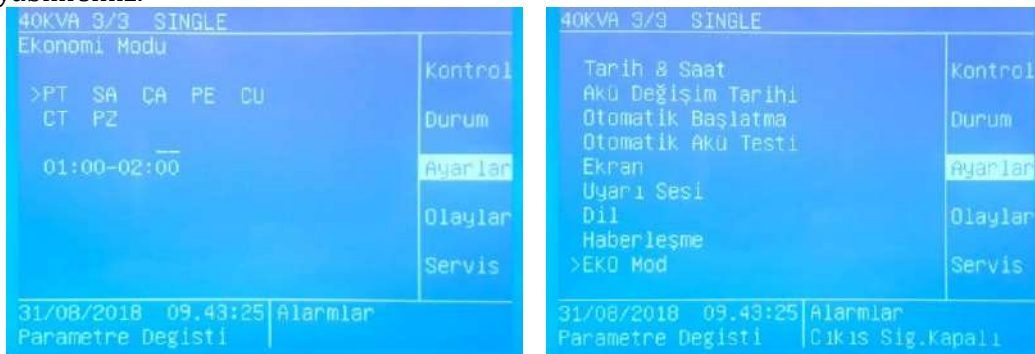 40KVA 3/3 SINGLE
Ekonomi Modu
>PT SA ÇA PE CU
CT PZ
01:00-02:00
Kontrol
Durum
Ayarlar
Olaylar
Servis
31/08/2018 09.43:25 Alarmlar
Parametre Degisti
40KVA 3/3 SINGLE
Tarih & Saat
Akü Değişim Tarihi
Otomatik Başlatma
Otomatik Akü Testi
Ekran
Uyarı Sesi
Dil
Haberleşme
>EKO Mod
Kontrol
Durum
Ayarlar
Olaylar
Servis
31/08/2018 09.43:25 Alarmlar
Parametre Degisti Cıkıs Sig.Kapalı